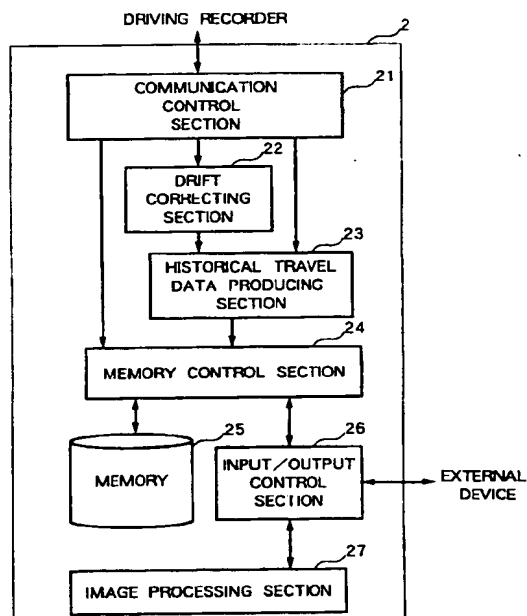 DRIVING RECORDER
2
21
COMMUNICATION
CONTROL
SECTION
22
DRIFT
CORRECTING
SECTION
23
HISTORICAL TRAVEL
DATA PRODUCING
SECTION
24
MEMORY CONTROL SECTION
25
MEMORY
26
INPUT/OUTPUT
CONTROL
SECTION
EXTERNAL
DEVICE
27
IMAGE PROCESSING SECTION